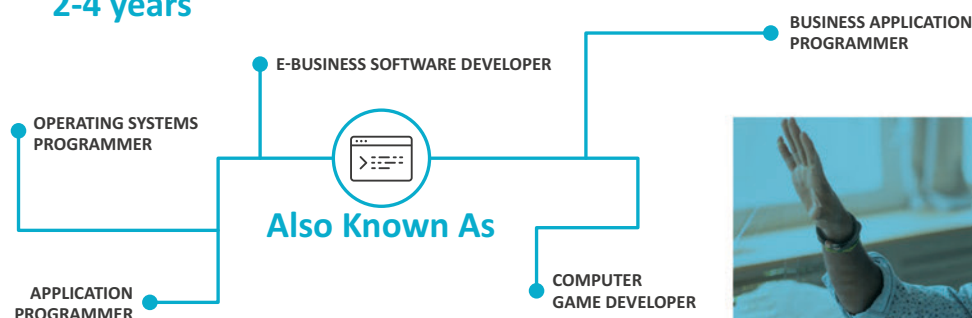 2-4 years
BUSINESS APPLICATION
PROGRAMMER
E-BUSINESS SOFTWARE DEVELOPER
OPERATING SYSTEMS
PROGRAMMER
Also Known As
COMPUTER
GAME DEVELOPER
APPLICATION
PROGRAMMER